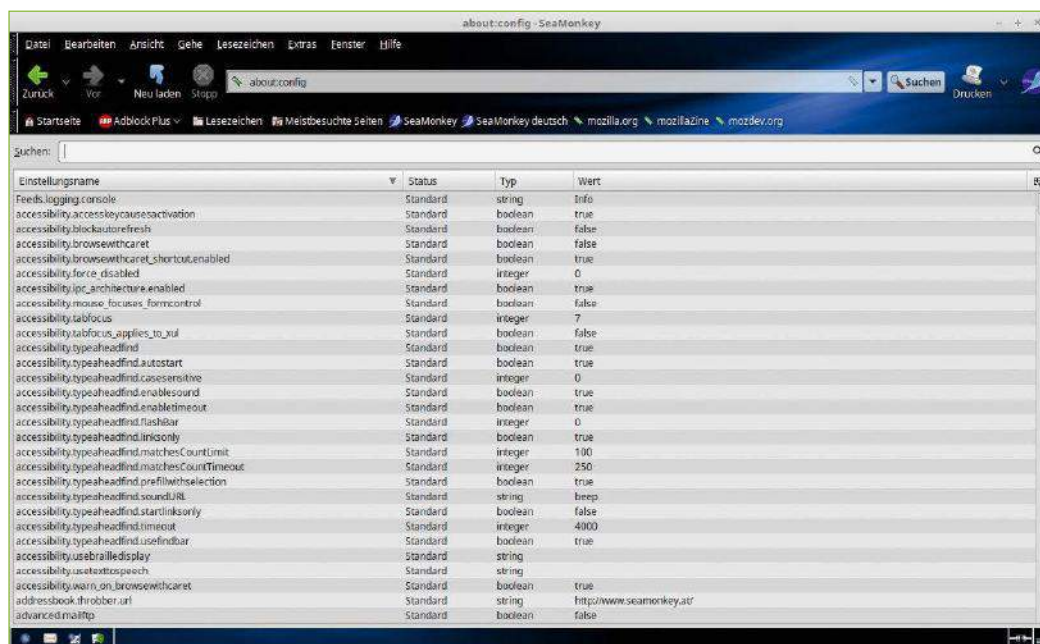 about:config - SeaMonkey
Datei Bearbeiten Ansicht Gehe Lesezeichen Extras Fenster Hilfe
Zurück Vor Neu laden Stopp about:config Suchen Drucken
Startseite Adblock Plus Lesezeichen Meistbesuchte Seiten SeaMonkey SeaMonkey deutsch mozilla.org mozillaZine mozdev.org
Suchen:
Einstellungsname Status Typ Wert
Feeds.logging.console Standard string Info
accessibility.accesskeycausesactivation Standard boolean true
accessibility.blockautorefresh Standard boolean false
accessibility.browsewithcaret Standard boolean false
accessibility.browsewithcaret_shortcut.enabled Standard boolean true
accessibility.force_disabled Standard integer 0
accessibility.ipc_architecture.enabled Standard boolean true
accessibility.mouse_focuses_formcontrol Standard boolean false
accessibility.tabfocus Standard integer 7
accessibility.tabfocus_applies_to_xul Standard boolean false
accessibility.typeaheadfind Standard boolean true
accessibility.typeaheadfind.autostart Standard boolean true
accessibility.typeaheadfind.casesensitive Standard integer 0
accessibility.typeaheadfind.enablesound Standard boolean true
accessibility.typeaheadfind.enabletimeout Standard boolean true
accessibility.typeaheadfind.flashBar Standard integer 0
accessibility.typeaheadfind.linksonly Standard boolean true
accessibility.typeaheadfind.matchesCountLimit Standard integer 100
accessibility.typeaheadfind.matchesCountTimeout Standard integer 250
accessibility.typeaheadfind.prefillwithselection Standard boolean true
accessibility.typeaheadfind.soundURL Standard string beep
accessibility.typeaheadfind.startlinksonly Standard boolean false
accessibility.typeaheadfind.timeout Standard integer 4000
accessibility.typeaheadfind.usefindbar Standard boolean true
accessibility.usebrailledisplay Standard string
accessibility.usetexttospeech Standard string
accessibility.warn_on_browsewithcaret Standard boolean true
addressbook.throbber.url Standard string http://www.seamonkey.at/
advanced.mailftp Standard boolean false